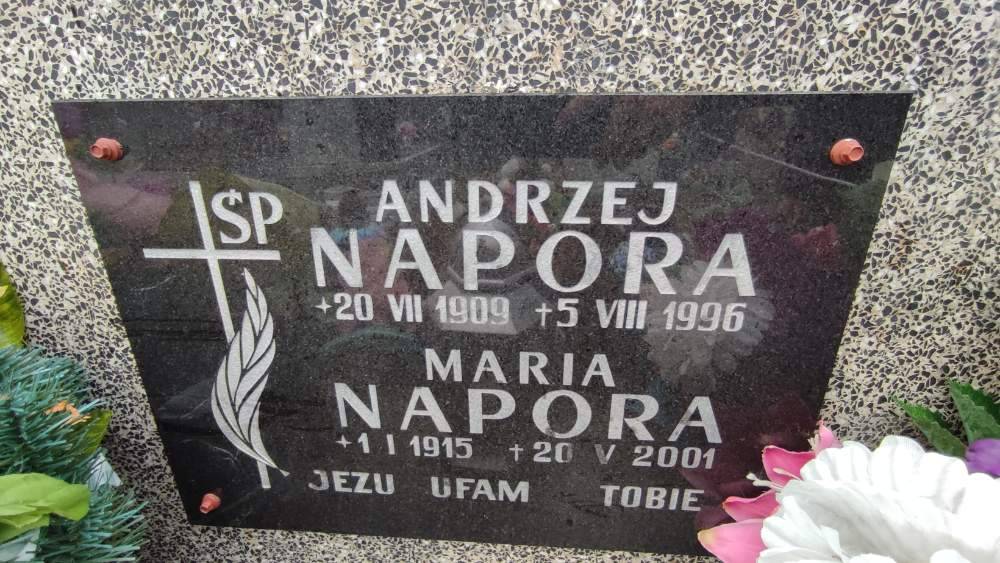 ŚP
ANDRZEJ
NAPORA
+20 VII 1909 †5 VIII 1996
MARIA
NAPORA
+1 I 1915 †20 V 2001
JEZU UFAM TOBIE